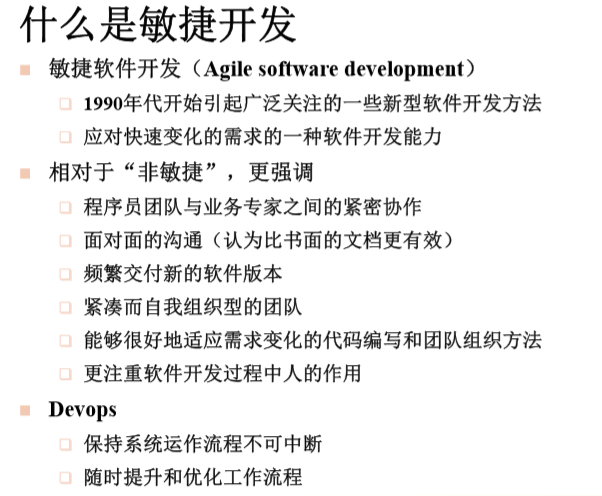 什么是敏捷开发
敏捷软件开发（Agile software development）
1990年代开始引起广泛关注的一些新型软件开发方法
应对快速变化的需求的一种软件开发能力
相对于“非敏捷”，更强调
程序员团队与业务专家之间的紧密协作
面对面的沟通（认为比书面的文档更有效）
频繁交付新的软件版本
紧凑而自我组织型的团队
能够很好地适应需求变化的代码编写和团队组织方法
更注重软件开发过程中人的作用
Devops
保持系统运作流程不可中断
随时提升和优化工作流程